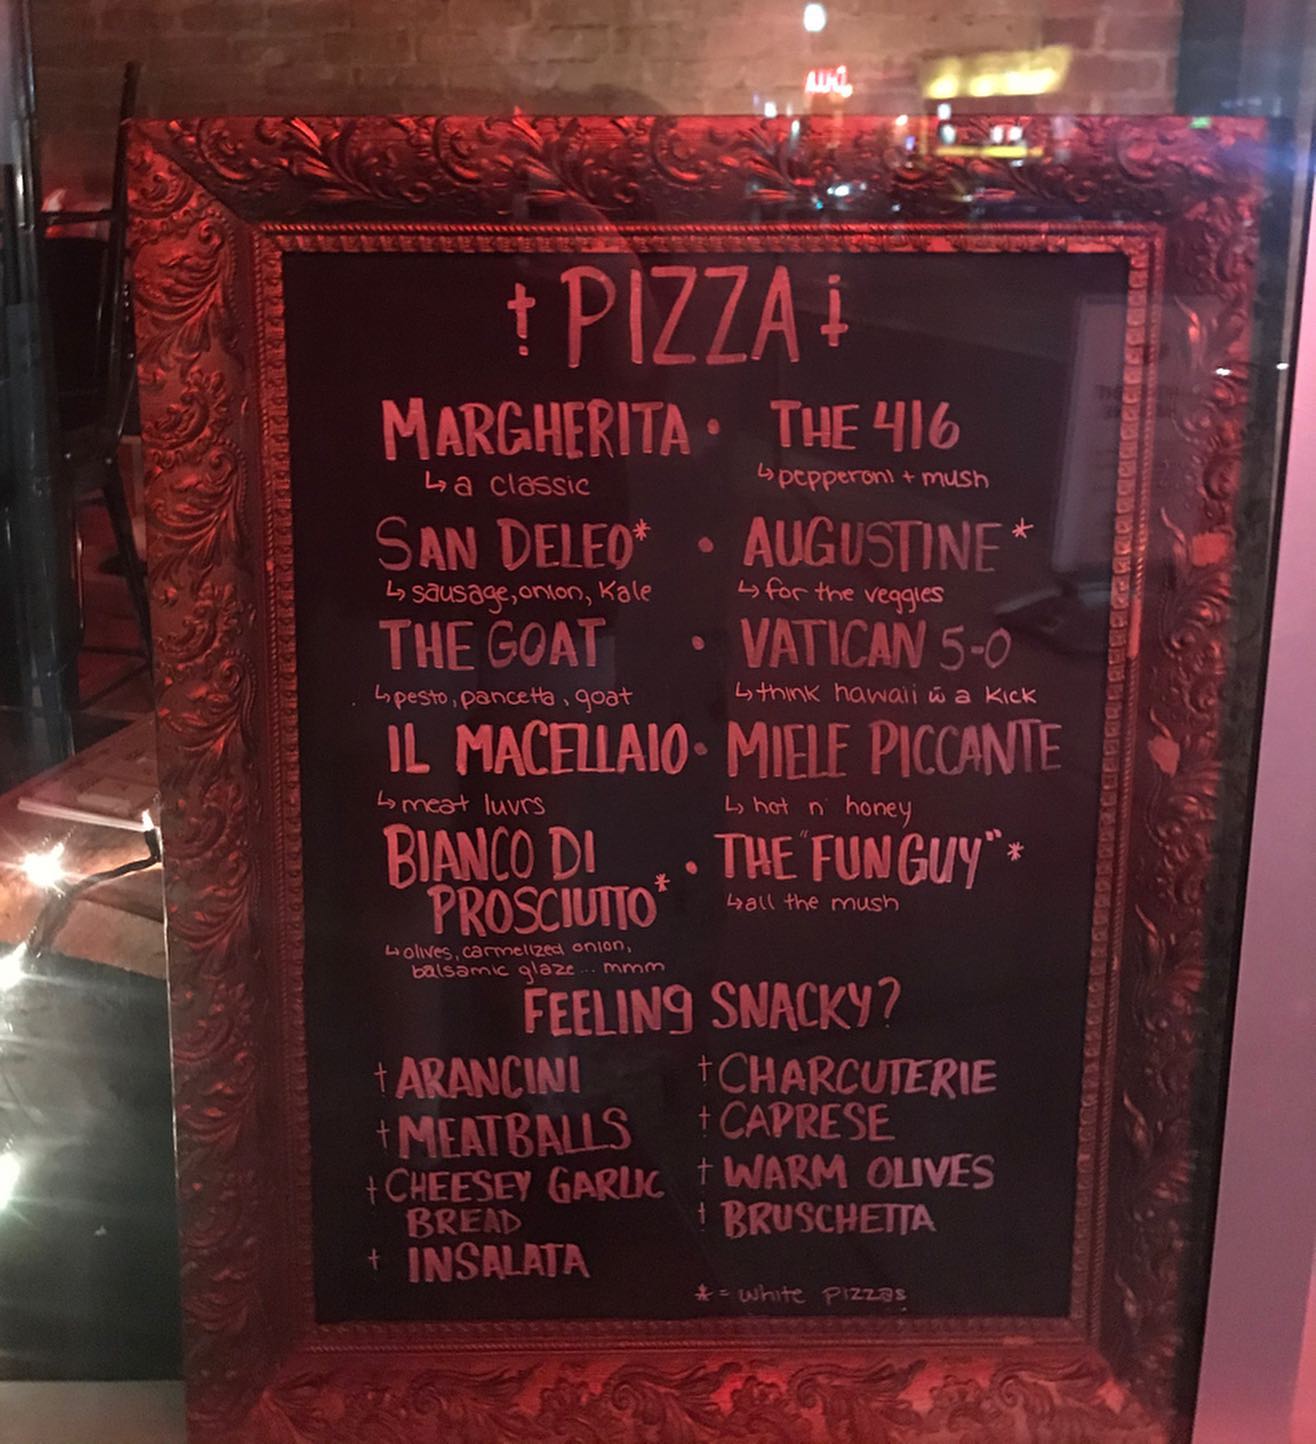 † PIZZA †
MARGHERITA • THE 416
↳ a classic ↳ pepperoni + mush
SAN DELEO* • AUGUSTINE*
↳ sausage, onion, kale ↳ for the veggies
THE GOAT • VATICAN 5-0
↳ pesto, pancetta, goat ↳ think hawaii w a kick
IL MACELLAIO • MIELE PICCANTE
↳ meat luvrs ↳ hot n' honey
BIANCO DI • THE "FUN GUY"*
PROSCIUTTO* ↳ all the mush
↳ olives, carmelized onion,
balsamic glaze... mmm
FEELING SNACKY?
† ARANCINI † CHARCUTERIE
† MEATBALLS † CAPRESE
† CHEESEY GARLIC † WARM OLIVES
BREAD † BRUSCHETTA
† INSALATA
* = white pizzas